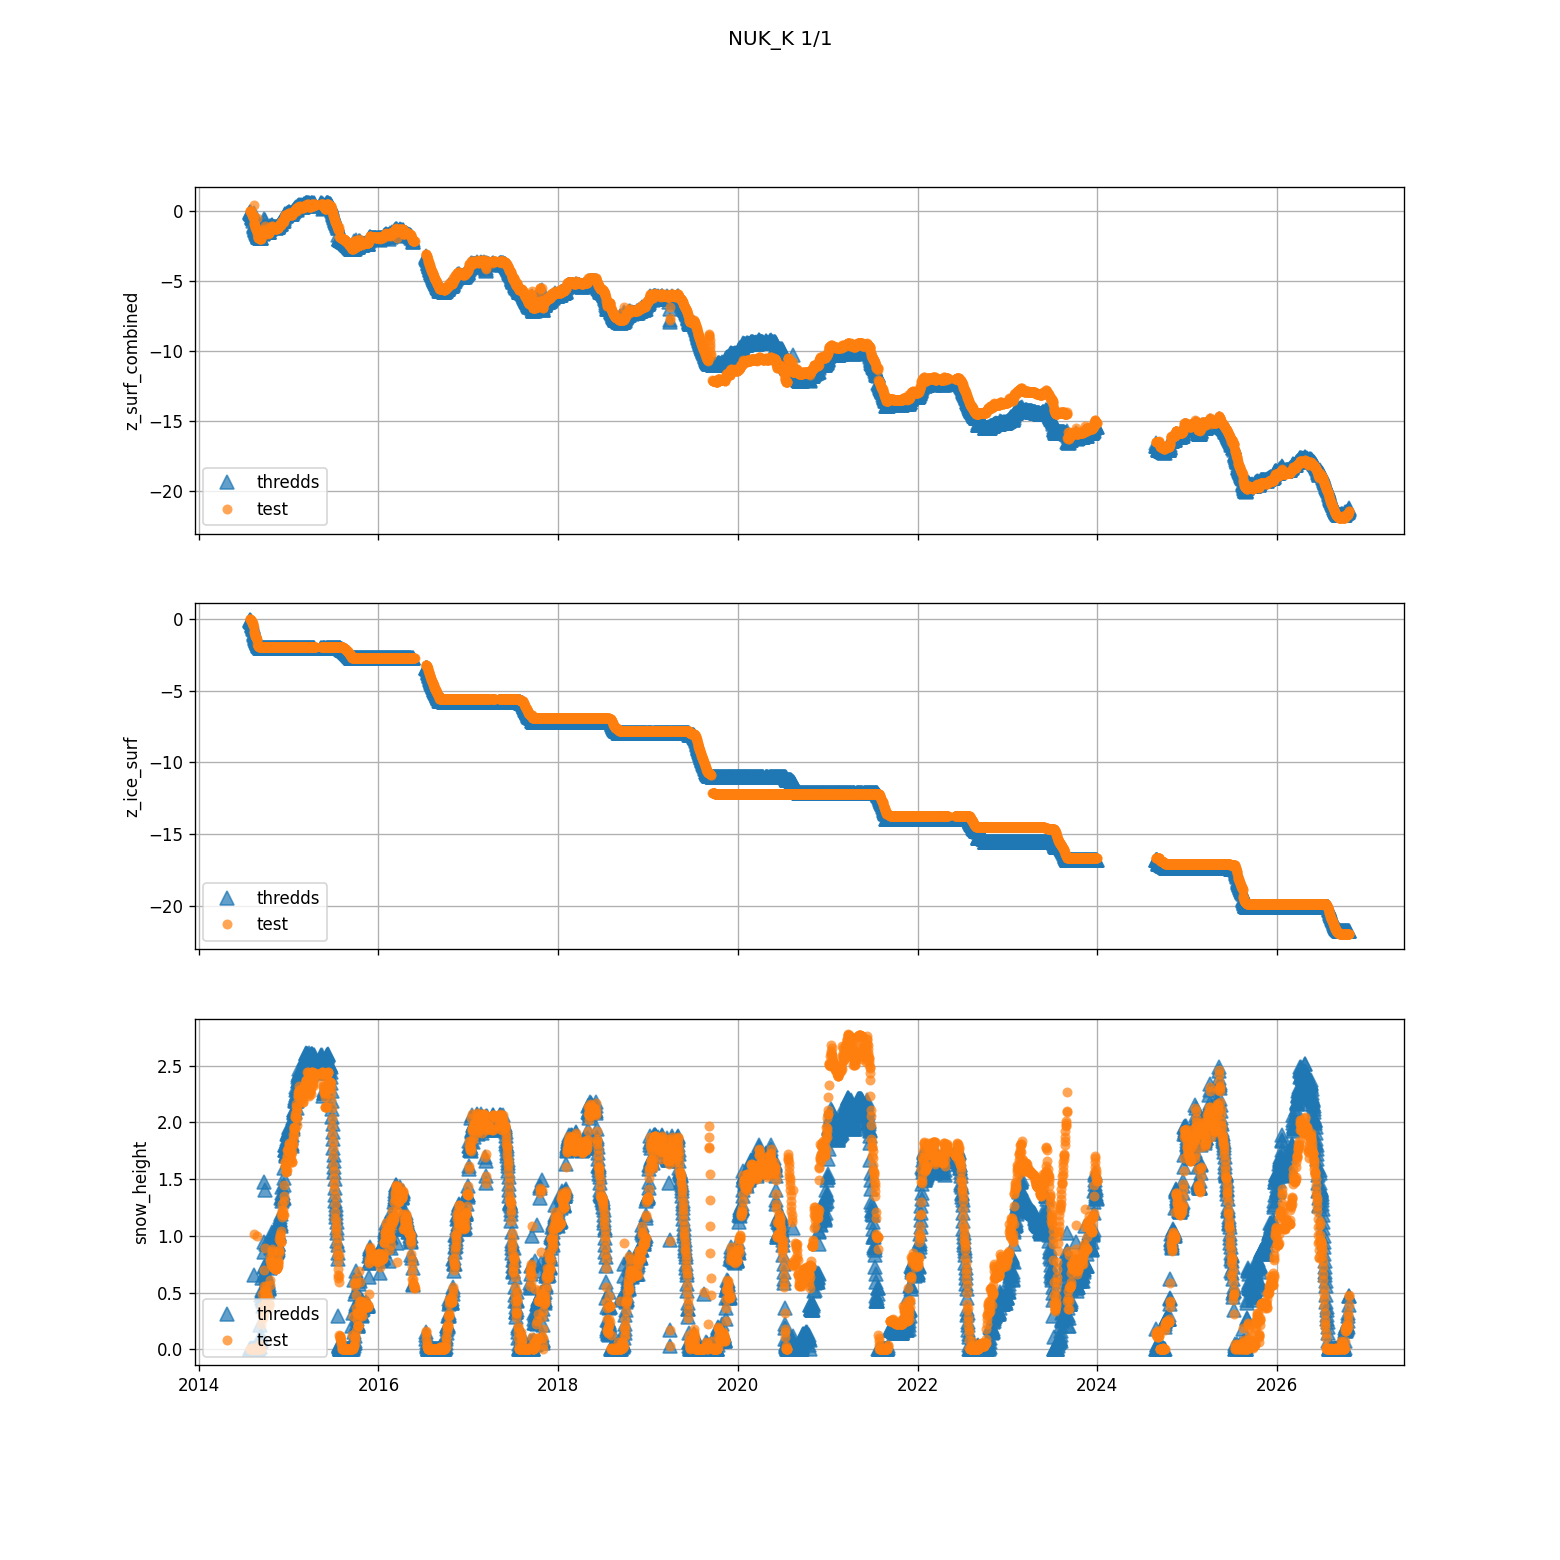 NUK_K 1/1
z_surf_combined
0
−5
−10
−15
−20
thredds
test
z_ice_surf
0
−5
−10
−15
−20
thredds
test
snow_height
2.5
2.0
1.5
1.0
0.5
0.0
thredds
test
2014 2016 2018 2020 2022 2024 2026